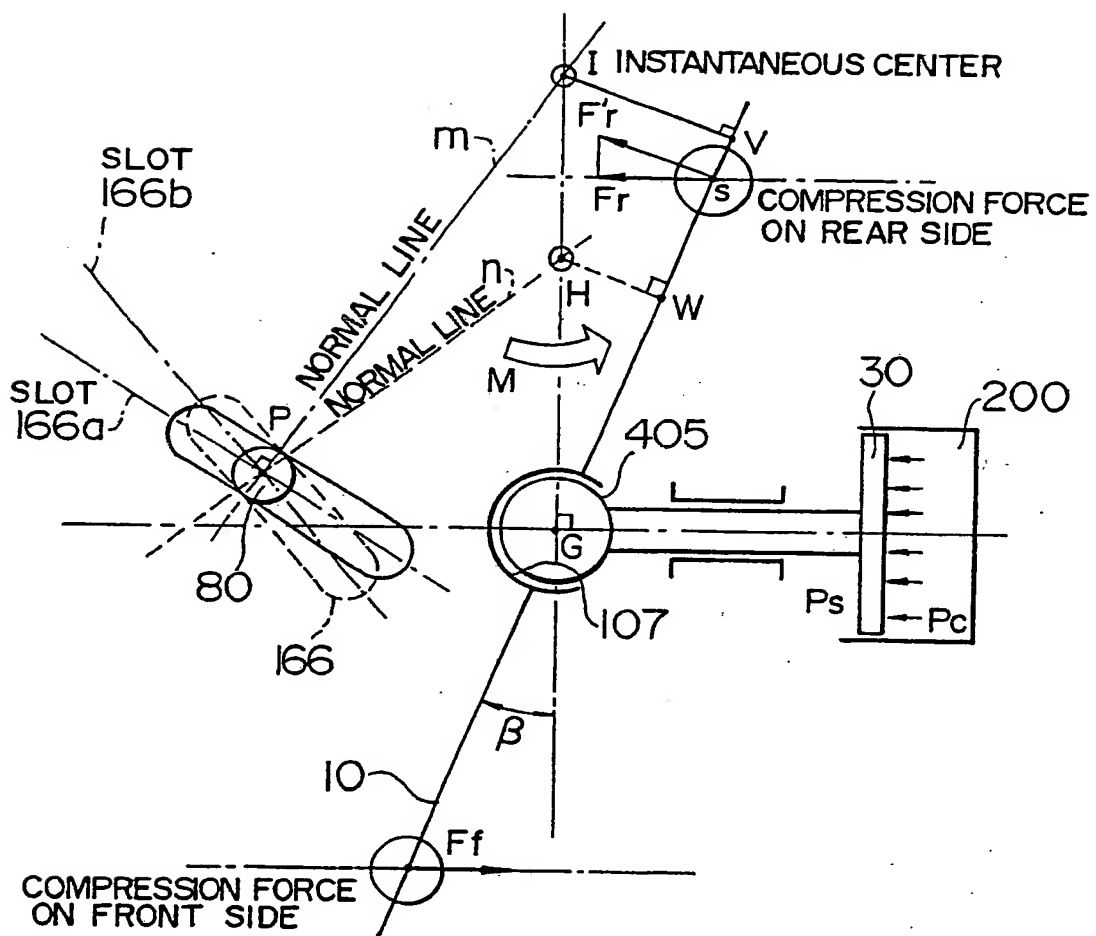 I INSTANTANEOUS CENTER
F'r
m
V
SLOT
166b
S
Fr
COMPRESSION FORCE
ON REAR SIDE
NORMAL LINE
n
H
NORMAL LINE
W
M
30
200
SLOT
166a
P
405
G
80
Ps
Pc
107
166
β
10
Ff
COMPRESSION FORCE
ON FRONT SIDE